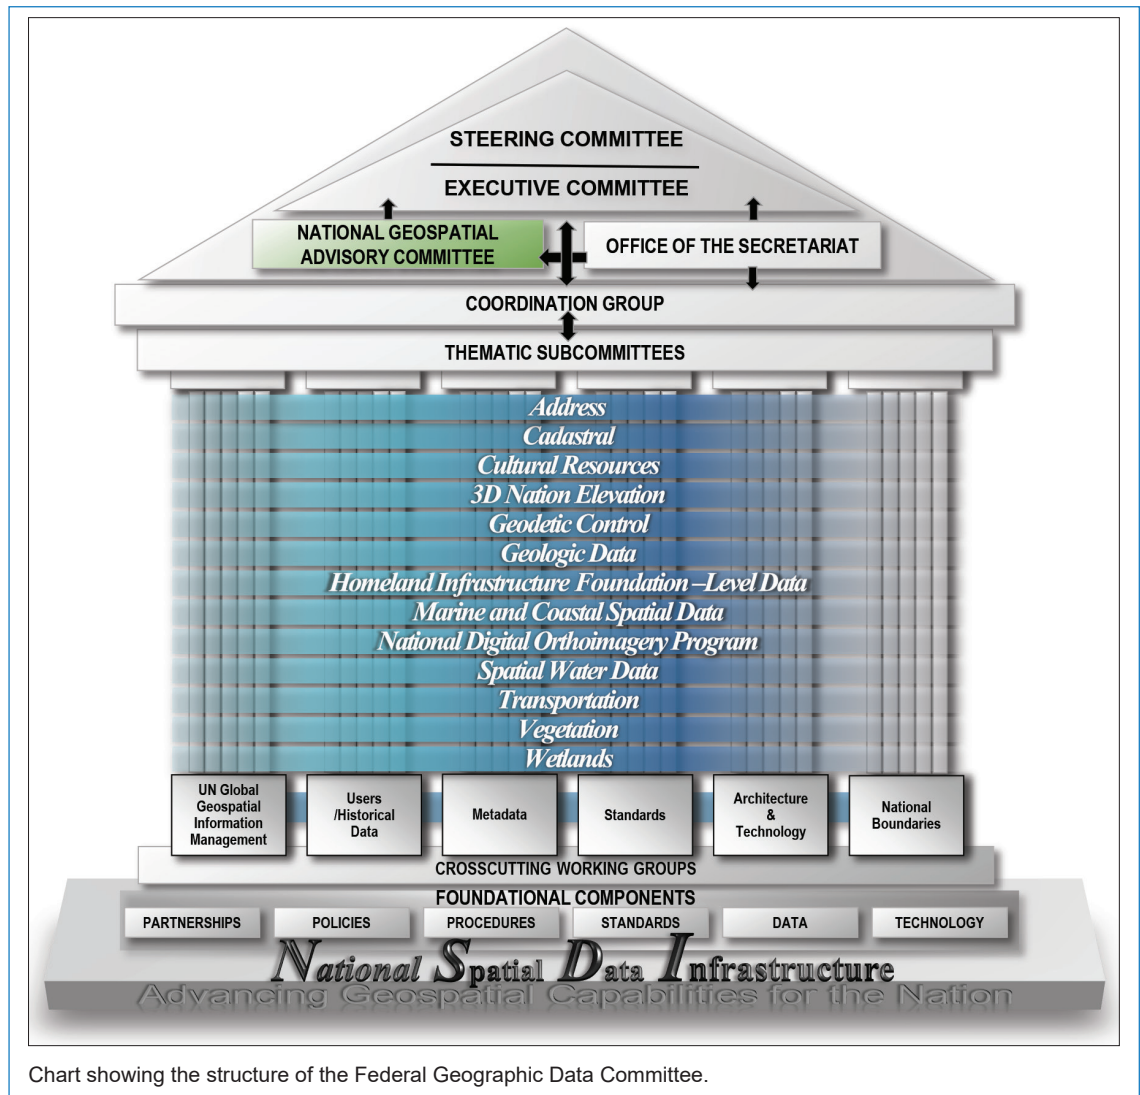 STEERING COMMITTEE
EXECUTIVE COMMITTEE
NATIONAL GEOSPATIAL
ADVISORY COMMITTEE
OFFICE OF THE SECRETARIAT
COORDINATION GROUP
THEMATIC SUBCOMMITTEES
Address
Cadastral
Cultural Resources
3D Nation Elevation
Geodetic Control
Geologic Data
Homeland Infrastructure Foundation –Level Data
Marine and Coastal Spatial Data
National Digital Orthoimagery Program
Spatial Water Data
Transportation
Vegetation
Wetlands
UN Global
Geospatial
Information
Management
Users
/Historical
Data
Metadata
Standards
Architecture
&
Technology
National
Boundaries
CROSSCUTTING WORKING GROUPS
FOUNDATIONAL COMPONENTS
PARTNERSHIPS
POLICIES
PROCEDURES
STANDARDS
DATA
TECHNOLOGY
National Spatial Data Infrastructure
Advancing Geospatial Capabilities for the Nation
Chart showing the structure of the Federal Geographic Data Committee.